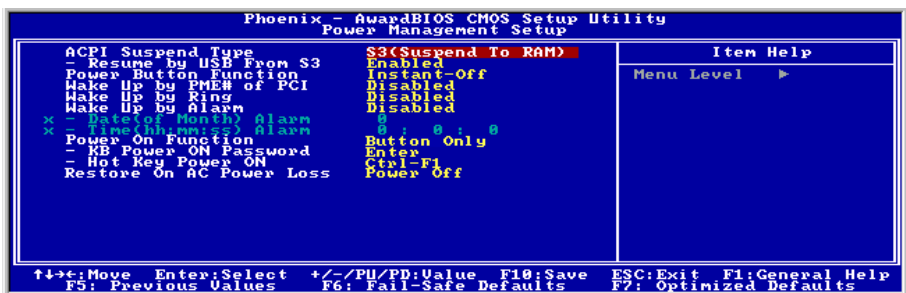 Phoenix - AwardBIOS CMOS Setup Utility
Power Management Setup
ACPI Suspend Type S3(Suspend To RAM) Item Help
- Resume by USB From S3 Enabled
Power Button Function Instant-Off Menu Level ►
Wake Up by PME# of PCI Disabled
Wake Up by Ring Disabled
Wake Up by Alarm Disabled
x - Date(of Month) Alarm 0
x - Time(hh:mm:ss) Alarm 0 : 0 : 0
Power On Function Button Only
- KB Power ON Password Enter
- Hot Key Power ON Ctrl-F1
Restore On AC Power Loss Power Off
↑↓→←:Move Enter:Select +/-/PU/PD:Value F10:Save ESC:Exit F1:General Help
F5: Previous Values F6: Fail-Safe Defaults F7: Optimized Defaults